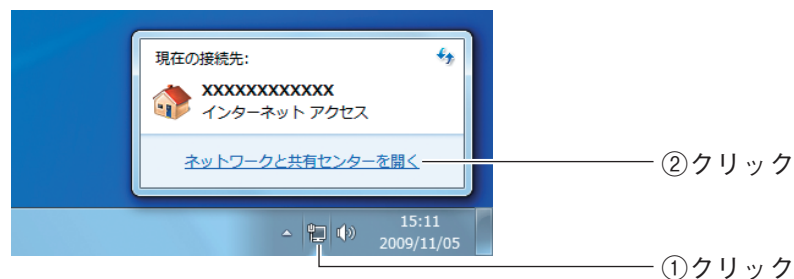 現在の接続先:
XXXXXXXXXXXX
インターネット アクセス
ネットワークと共有センターを開く
②クリック
15:11
2009/11/05
①クリック